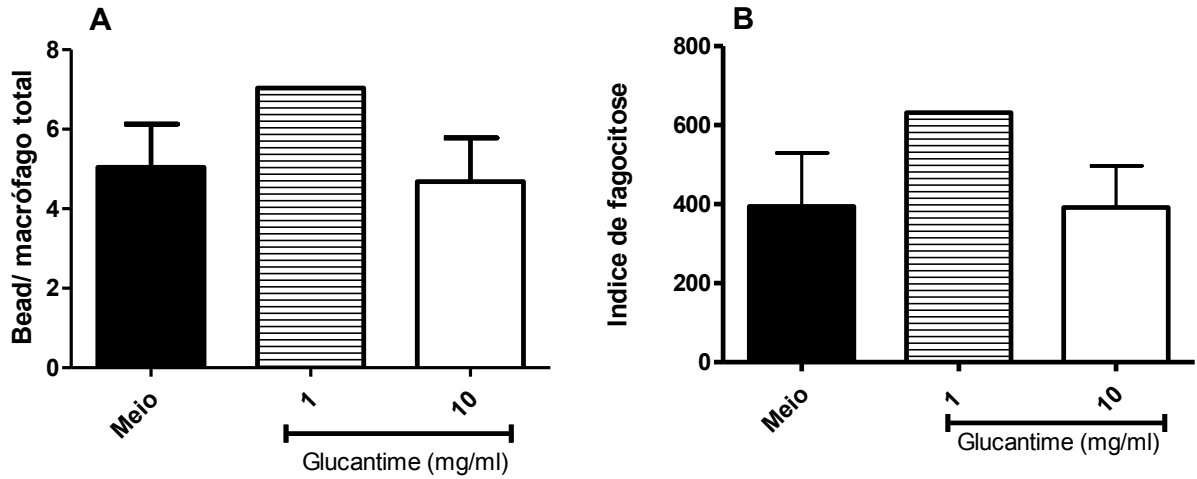 A
Bead/ macrófago total
8
6
4
2
0
Meio
1
10
Glucantime (mg/ml)
B
Indice de fagocitose
800
600
400
200
0
Meio
1
10
Glucantime (mg/ml)